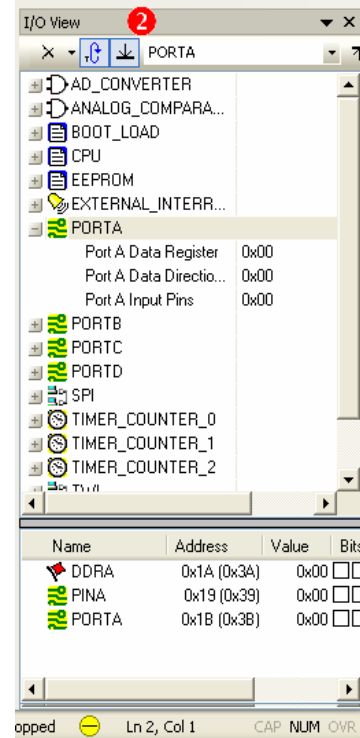 I/O View 2
PORTA
AD_CONVERTER
ANALOG_COMPARA...
BOOT_LOAD
CPU
EEPROM
EXTERNAL_INTERR...
PORTA
Port A Data Register 0x00
Port A Data Directio... 0x00
Port A Input Pins 0x00
PORTB
PORTC
PORTD
SPI
TIMER_COUNTER_0
TIMER_COUNTER_1
TIMER_COUNTER_2
Name Address Value Bits
DDRA 0x1A (0x3A) 0x00
PINA 0x19 (0x39) 0x00
PORTA 0x1B (0x3B) 0x00
opped Ln 2, Col 1 CAP NUM OVR